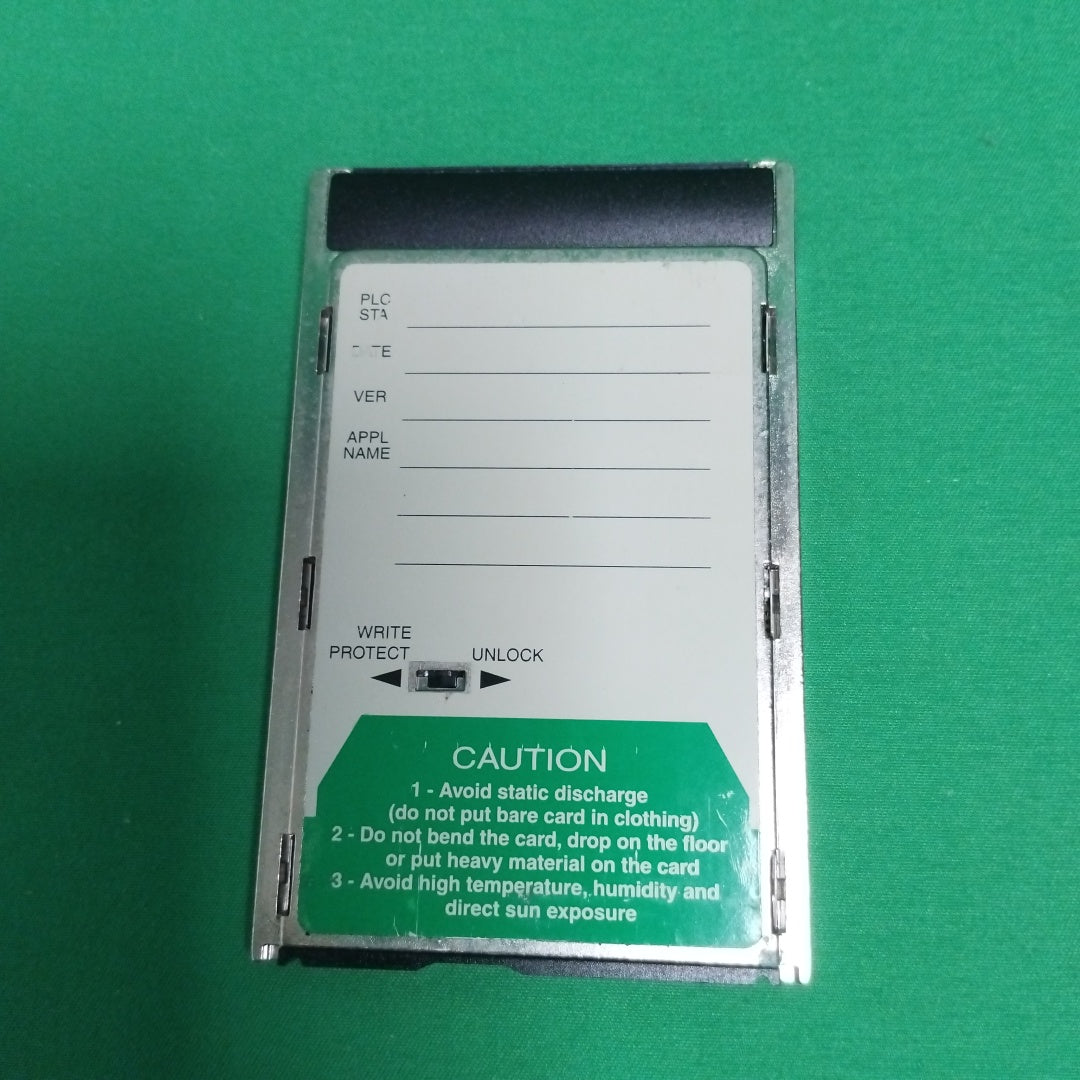 PLC
STA
DATE
VER
APPL
NAME
WRITE
PROTECT
UNLOCK
CAUTION
1 - Avoid static discharge
(do not put bare card in clothing)
2 - Do not bend the card, drop on the floor
or put heavy material on the card
3 - Avoid high temperature, humidity and
direct sun exposure